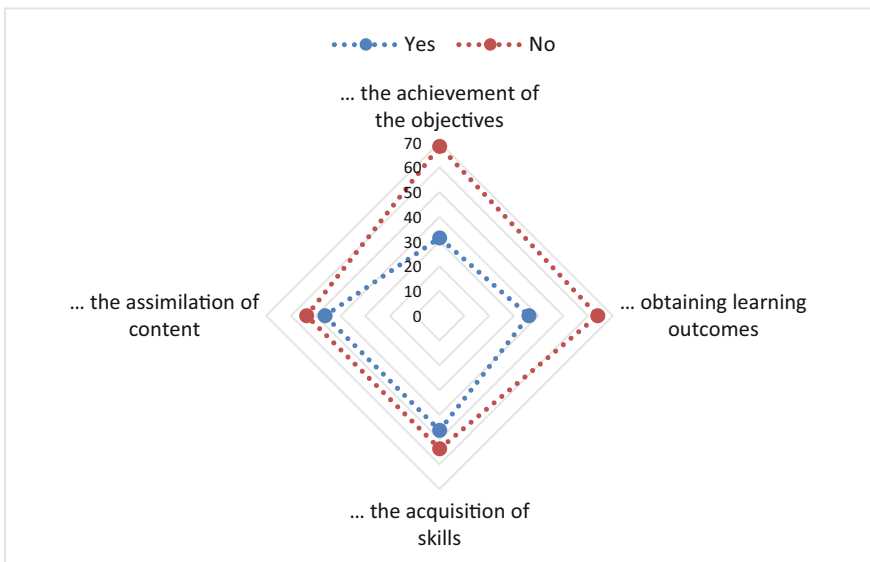 Yes No
... the achievement of
the objectives
70
60
50
40
30
20
10
0
... the assimilation of
content
... obtaining learning
outcomes
... the acquisition of
skills